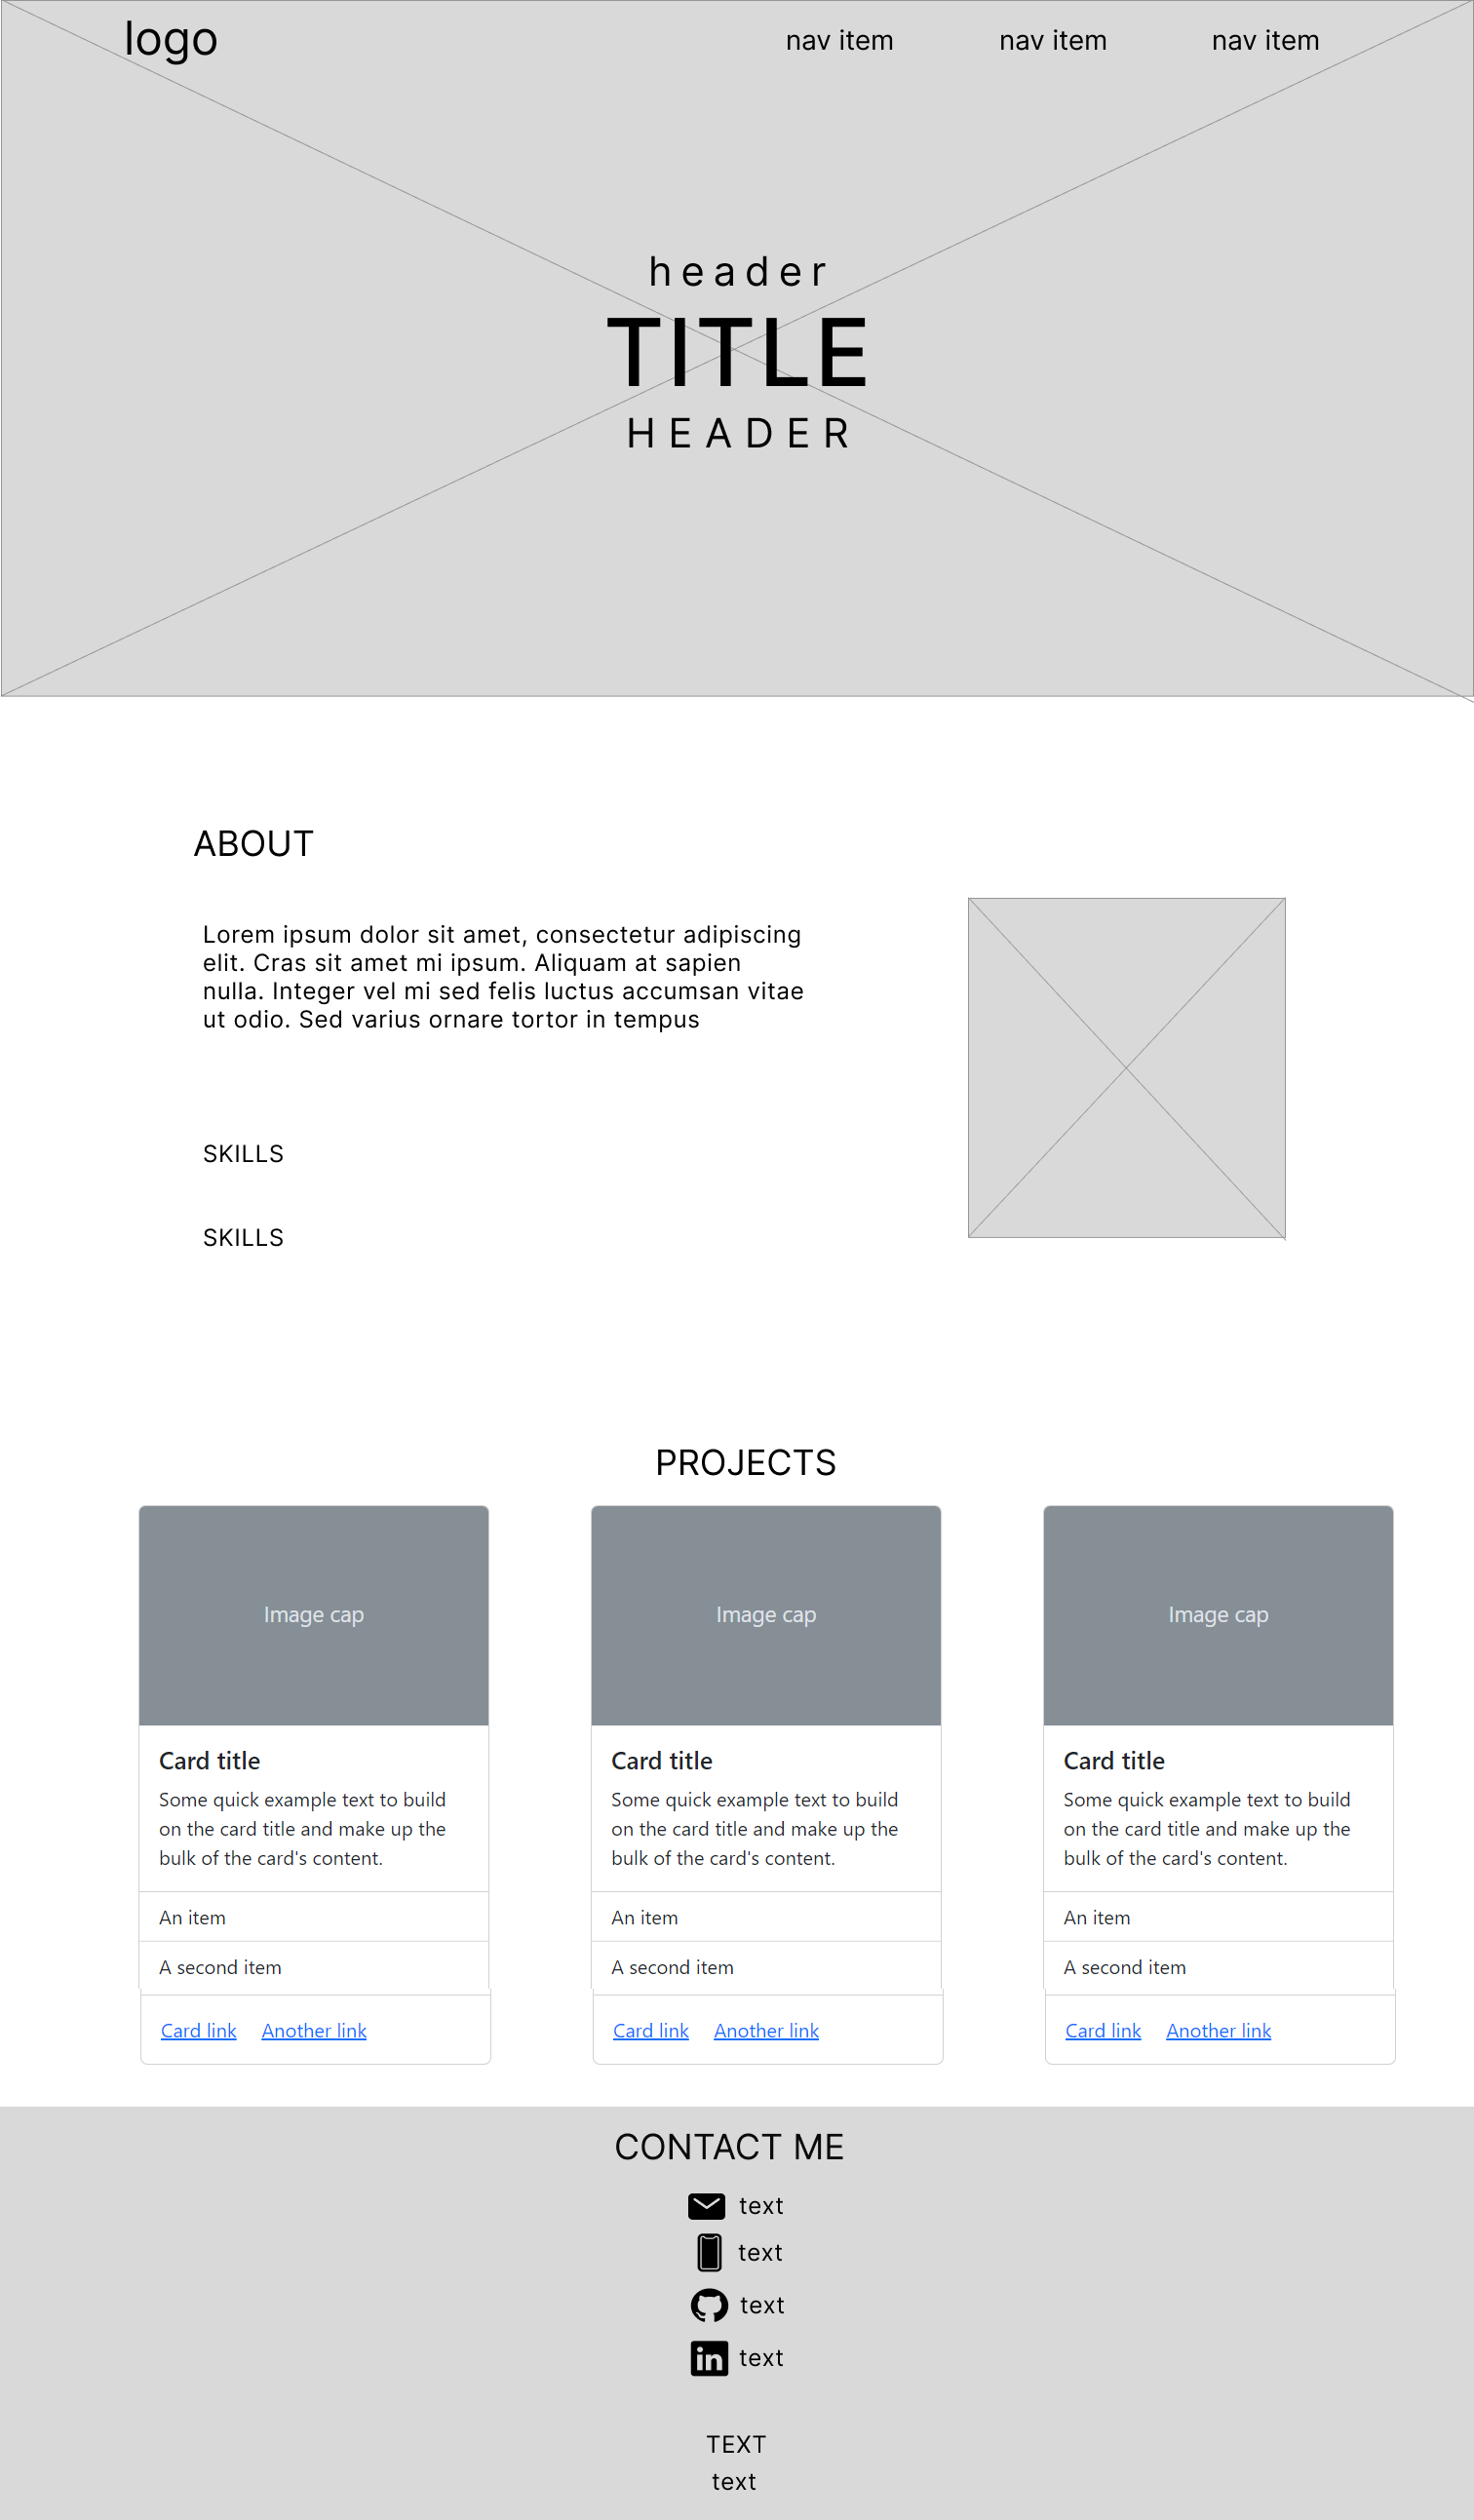 logo
nav item
nav item
nav item
header
TITLE
HEADER
ABOUT
Lorem ipsum dolor sit amet, consectetur adipiscing
elit. Cras sit amet mi ipsum. Aliquam at sapien
nulla. Integer vel mi sed felis luctus accumsan vitae
ut odio. Sed varius ornare tortor in tempus
SKILLS
SKILLS
PROJECTS
Image cap
Card title
Some quick example text to build
on the card title and make up the
bulk of the card's content.
An item
A second item
Card link Another link
Image cap
Card title
Some quick example text to build
on the card title and make up the
bulk of the card's content.
An item
A second item
Card link Another link
Image cap
Card title
Some quick example text to build
on the card title and make up the
bulk of the card's content.
An item
A second item
Card link Another link
CONTACT ME
text
text
text
in text
TEXT
text